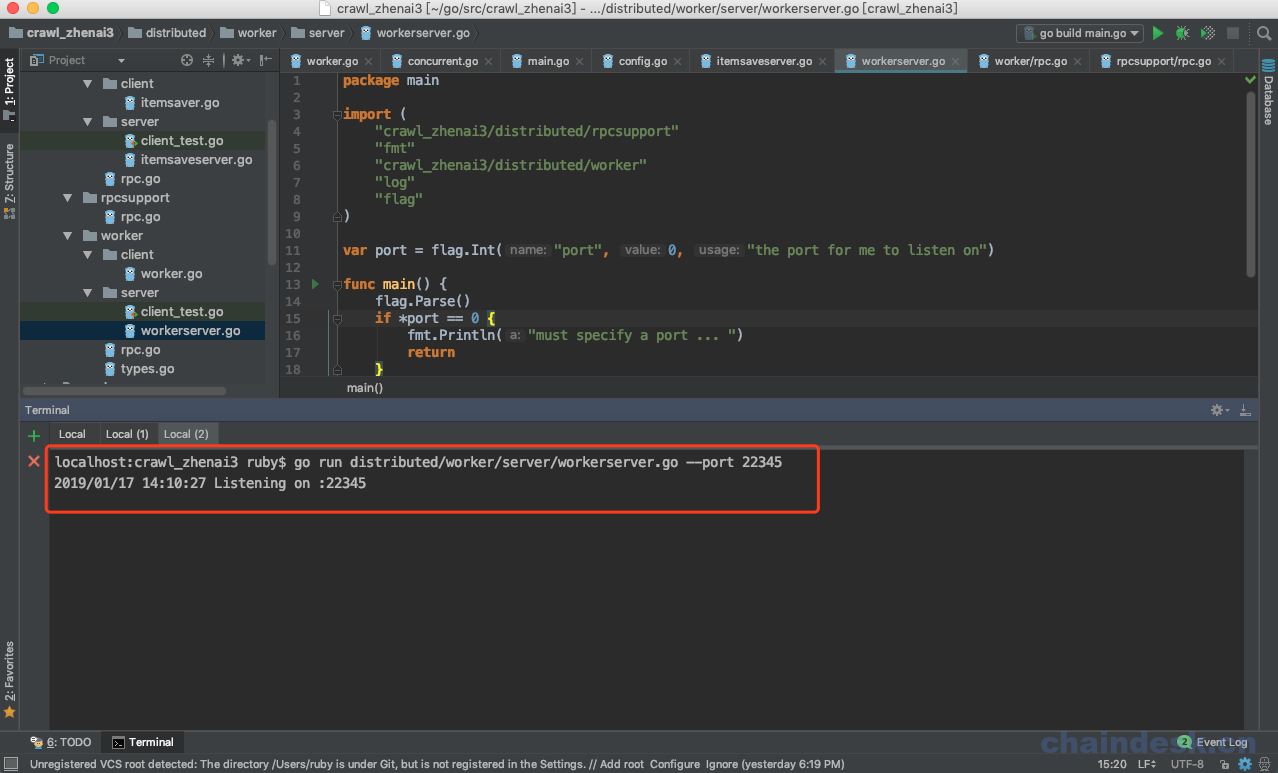 crawl_zhenai3 [~/go/src/crawl_zhenai3] - .../distributed/worker/server/workerserver.go [crawl_zhenai3]
crawl_zhenai3 distributed worker server workerserver.go go build main.go
Project
worker.go concurrent.go main.go config.go itemsaveserver.go workerserver.go worker/rpc.go rpcsupport/rpc.go
1: Project
Z: Structure
2: Favorites
Database
client
itemsaver.go
server
client_test.go
itemsaveserver.go
rpc.go
rpcsupport
rpc.go
worker
client
worker.go
server
client_test.go
workerserver.go
rpc.go
types.go
1 package main
2
3 import (
4 "crawl_zhenai3/distributed/rpcsupport"
5 "fmt"
6 "crawl_zhenai3/distributed/worker"
7 "log"
8 "flag"
9 )
10
11 var port = flag.Int( name: "port", value: 0, usage: "the port for me to listen on")
12
13 func main() {
14 flag.Parse()
15 if *port == 0 {
16 fmt.Println( a: "must specify a port ... ")
17 return
18 }
main()
Terminal
Local Local (1) Local (2)
localhost:crawl_zhenai3 ruby$ go run distributed/worker/server/workerserver.go --port 22345
2019/01/17 14:10:27 Listening on :22345
6: TODO Terminal 2 Event Log
chaindesk.cn
Unregistered VCS root detected: The directory /Users/ruby is under Git, but is not registered in the Settings. // Add root Configure Ignore (yesterday 6:19 PM) 15:20 LF UTF-8